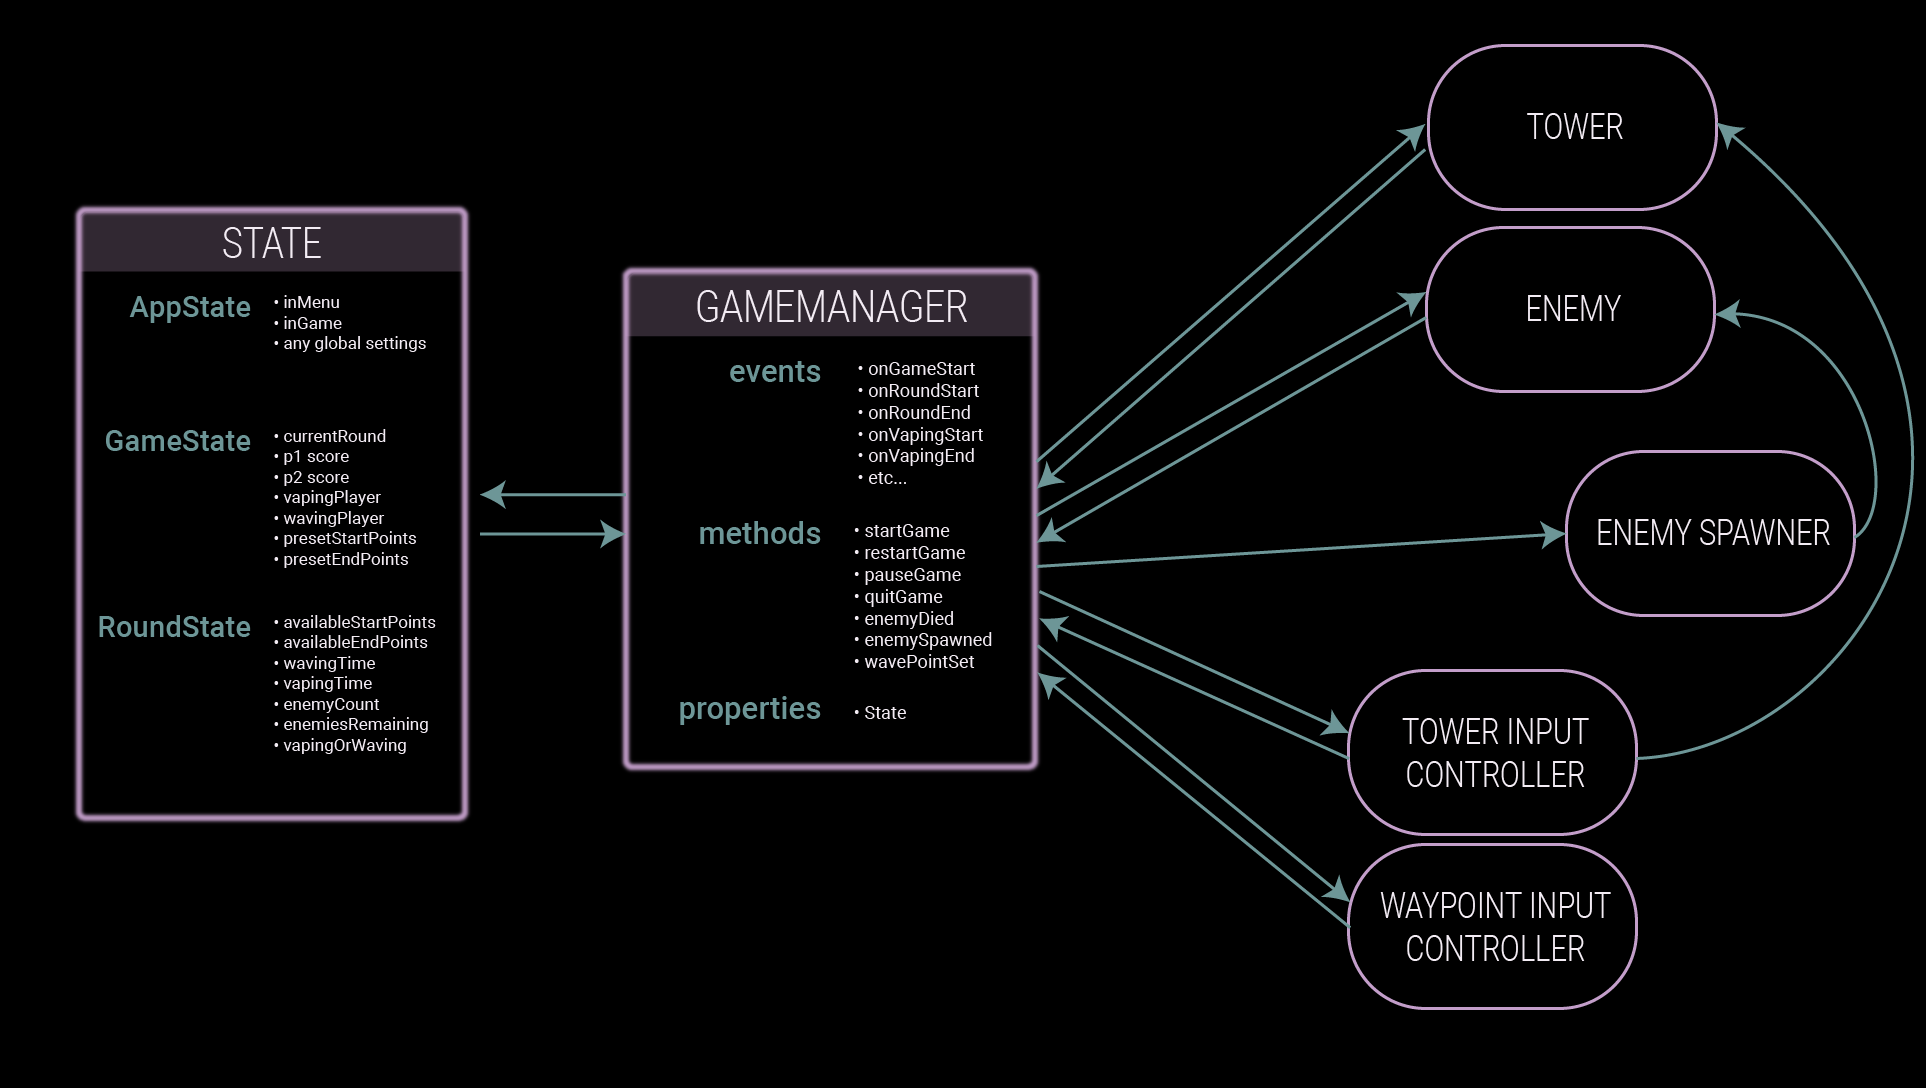 STATE
AppState
• inMenu
• inGame
• any global settings
GameState
• currentRound
• p1 score
• p2 score
• vapingPlayer
• wavingPlayer
• presetStartPoints
• presetEndPoints
RoundState
• availableStartPoints
• availableEndPoints
• wavingTime
• vapingTime
• enemyCount
• enemiesRemaining
• vapingOrWaving
GAMEMANAGER
events
• onGameStart
• onRoundStart
• onRoundEnd
• onVapingStart
• onVapingEnd
• etc...
methods
• startGame
• restartGame
• pauseGame
• quitGame
• enemyDied
• enemySpawned
• wavePointSet
properties
• State
TOWER
ENEMY
ENEMY SPAWNER
TOWER INPUT
CONTROLLER
WAYPOINT INPUT
CONTROLLER